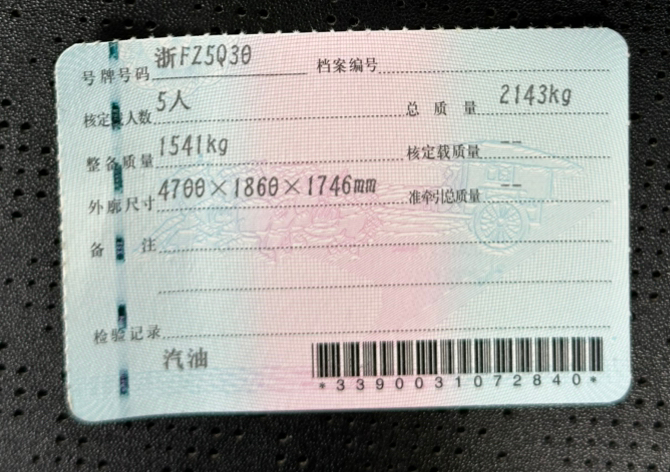 号牌号码 浙FZ5Q30 档案编号
核定载人数 5人 总质量 2143kg
整备质量 1541kg 核定载质量 --
外廓尺寸 4700×1860×1746mm 准牵引总质量 --
备注
检验记录
汽油
*3390031072840*